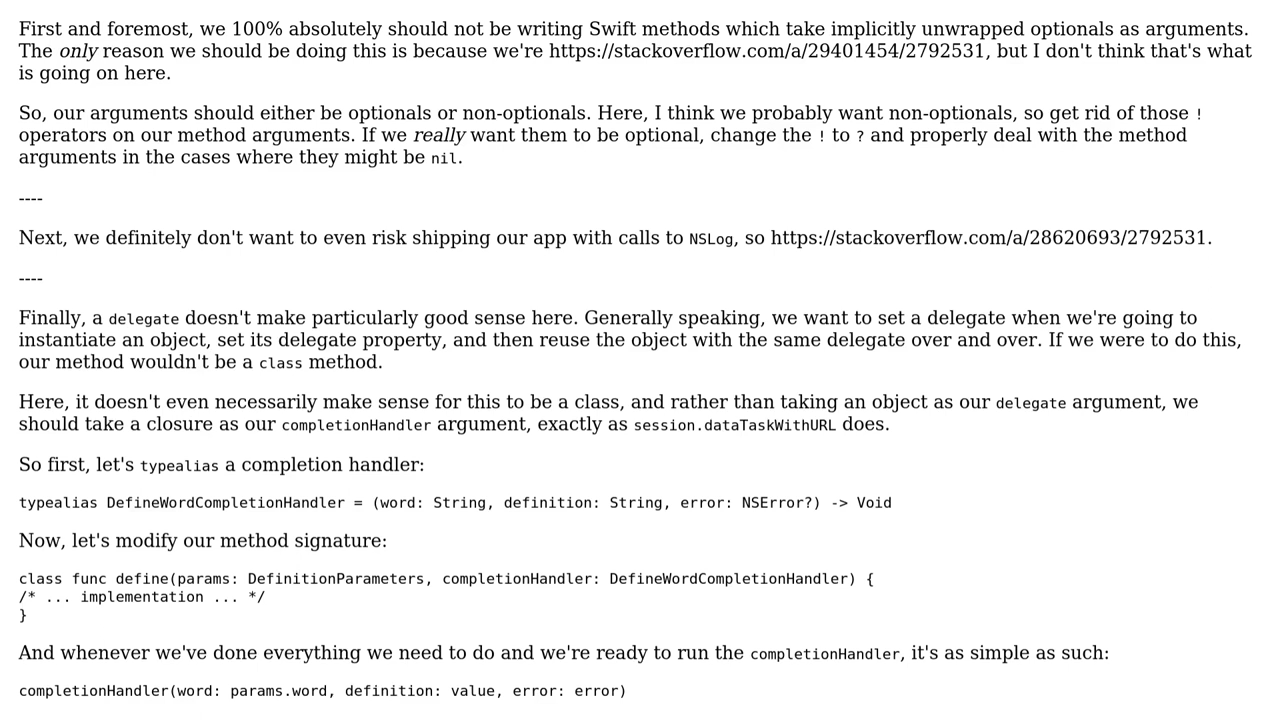 First and foremost, we 100% absolutely should not be writing Swift methods which take implicitly unwrapped optionals as arguments.
The only reason we should be doing this is because we're https://stackoverflow.com/a/29401454/2792531, but I don't think that's what
is going on here.
So, our arguments should either be optionals or non-optionals. Here, I think we probably want non-optionals, so get rid of those !
operators on our method arguments. If we really want them to be optional, change the ! to ? and properly deal with the method
arguments in the cases where they might be nil.
----
Next, we definitely don't want to even risk shipping our app with calls to NSLog, so https://stackoverflow.com/a/28620693/2792531.
----
Finally, a delegate doesn't make particularly good sense here. Generally speaking, we want to set a delegate when we're going to
instantiate an object, set its delegate property, and then reuse the object with the same delegate over and over. If we were to do this,
our method wouldn't be a class method.
Here, it doesn't even necessarily make sense for this to be a class, and rather than taking an object as our delegate argument, we
should take a closure as our completionHandler argument, exactly as session.dataTaskWithURL does.
So first, let's typealias a completion handler:
typealias DefineWordCompletionHandler = (word: String, definition: String, error: NSError?) -> Void
Now, let's modify our method signature:
class func define(params: DefinitionParameters, completionHandler: DefineWordCompletionHandler) {
/* ... implementation ... */
}
And whenever we've done everything we need to do and we're ready to run the completionHandler, it's as simple as such:
completionHandler(word: params.word, definition: value, error: error)